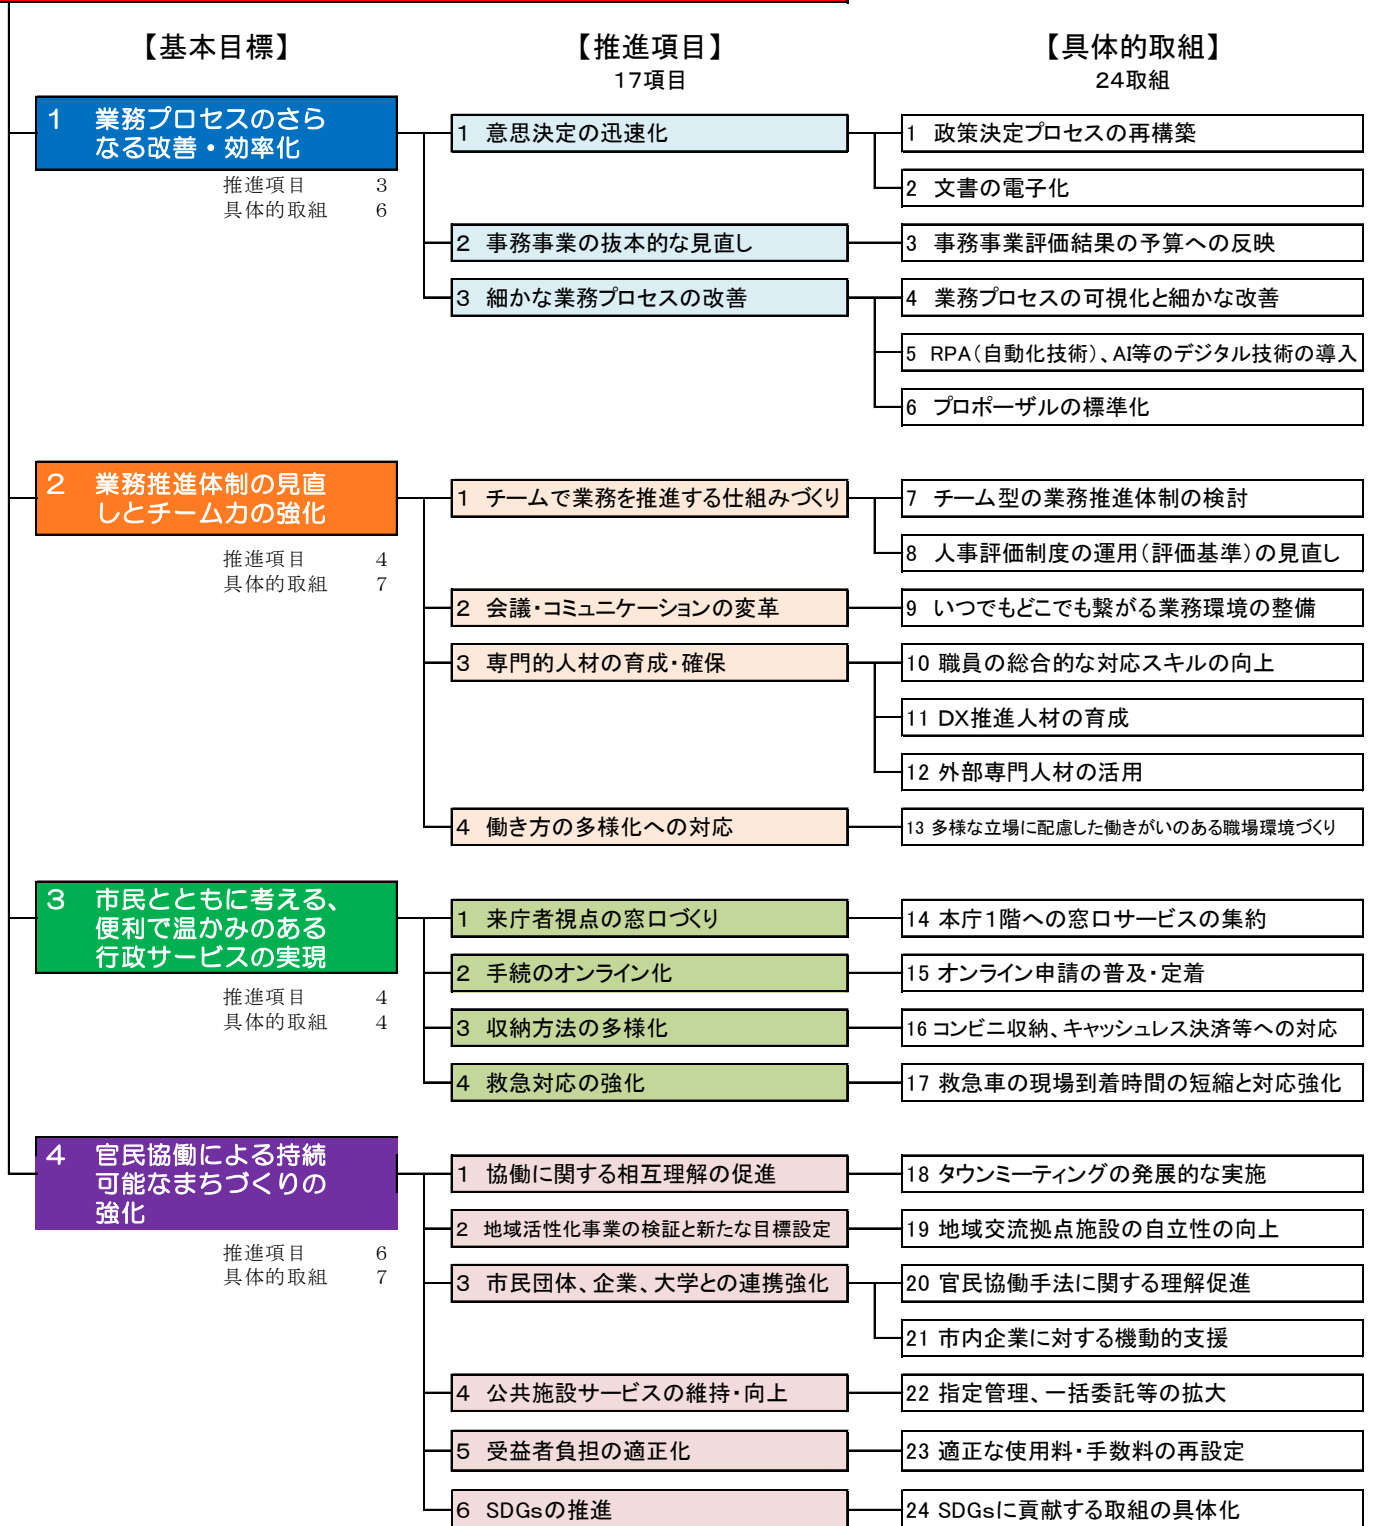 【基本目標】
【推進項目】
17項目
【具体的取組】
24取組
1 業務プロセスのさら
なる改善・効率化
推進項目 3
具体的取組 6
1 意思決定の迅速化
1 政策決定プロセスの再構築
2 文書の電子化
2 事務事業の抜本的な見直し
3 事務事業評価結果の予算への反映
3 細かな業務プロセスの改善
4 業務プロセスの可視化と細かな改善
5 RPA(自動化技術)、AI等のデジタル技術の導入
6 プロポーザルの標準化
2 業務推進体制の見直
しとチーム力の強化
推進項目 4
具体的取組 7
1 チームで業務を推進する仕組みづくり
7 チーム型の業務推進体制の検討
8 人事評価制度の運用(評価基準)の見直し
2 会議・コミュニケーションの変革
9 いつでもどこでも繋がる業務環境の整備
3 専門的人材の育成・確保
10 職員の総合的な対応スキルの向上
11 DX推進人材の育成
12 外部専門人材の活用
4 働き方の多様化への対応
13 多様な立場に配慮した働きがいのある職場環境づくり
3 市民とともに考える、
便利で温かみのある
行政サービスの実現
推進項目 4
具体的取組 4
1 来庁者視点の窓口づくり
14 本庁1階への窓口サービスの集約
2 手続のオンライン化
15 オンライン申請の普及・定着
3 収納方法の多様化
16 コンビニ収納、キャッシュレス決済等への対応
4 救急対応の強化
17 救急車の現場到着時間の短縮と対応強化
4 官民協働による持続
可能なまちづくりの
強化
推進項目 6
具体的取組 7
1 協働に関する相互理解の促進
18 タウンミーティングの発展的な実施
2 地域活性化事業の検証と新たな目標設定
19 地域交流拠点施設の自立性の向上
3 市民団体、企業、大学との連携強化
20 官民協働手法に関する理解促進
21 市内企業に対する機動的支援
4 公共施設サービスの維持・向上
22 指定管理、一括委託等の拡大
5 受益者負担の適正化
23 適正な使用料・手数料の再設定
6 SDGsの推進
24 SDGsに貢献する取組の具体化